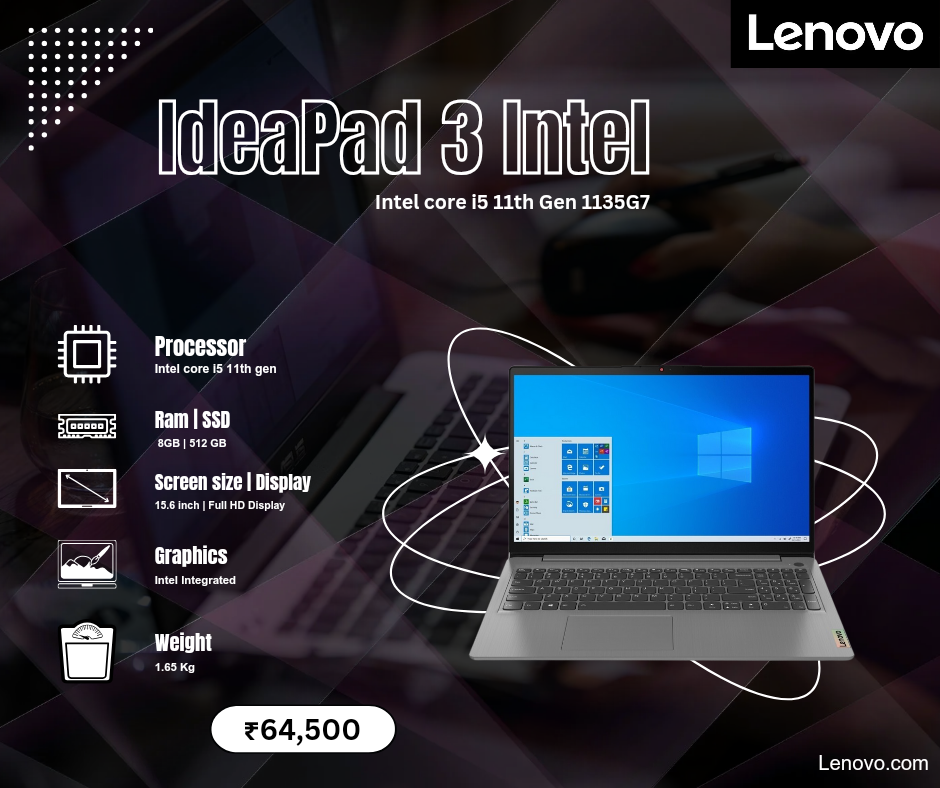 Lenovo
IdeaPad 3 Intel
Intel core i5 11th Gen 1135G7
Processor
Intel core i5 11th gen
Ram | SSD
8GB | 512 GB
Screen size | Display
15.6 inch | Full HD Display
Graphics
Intel Integrated
Weight
1.65 Kg
Lenovo
₹64,500
Lenovo.com